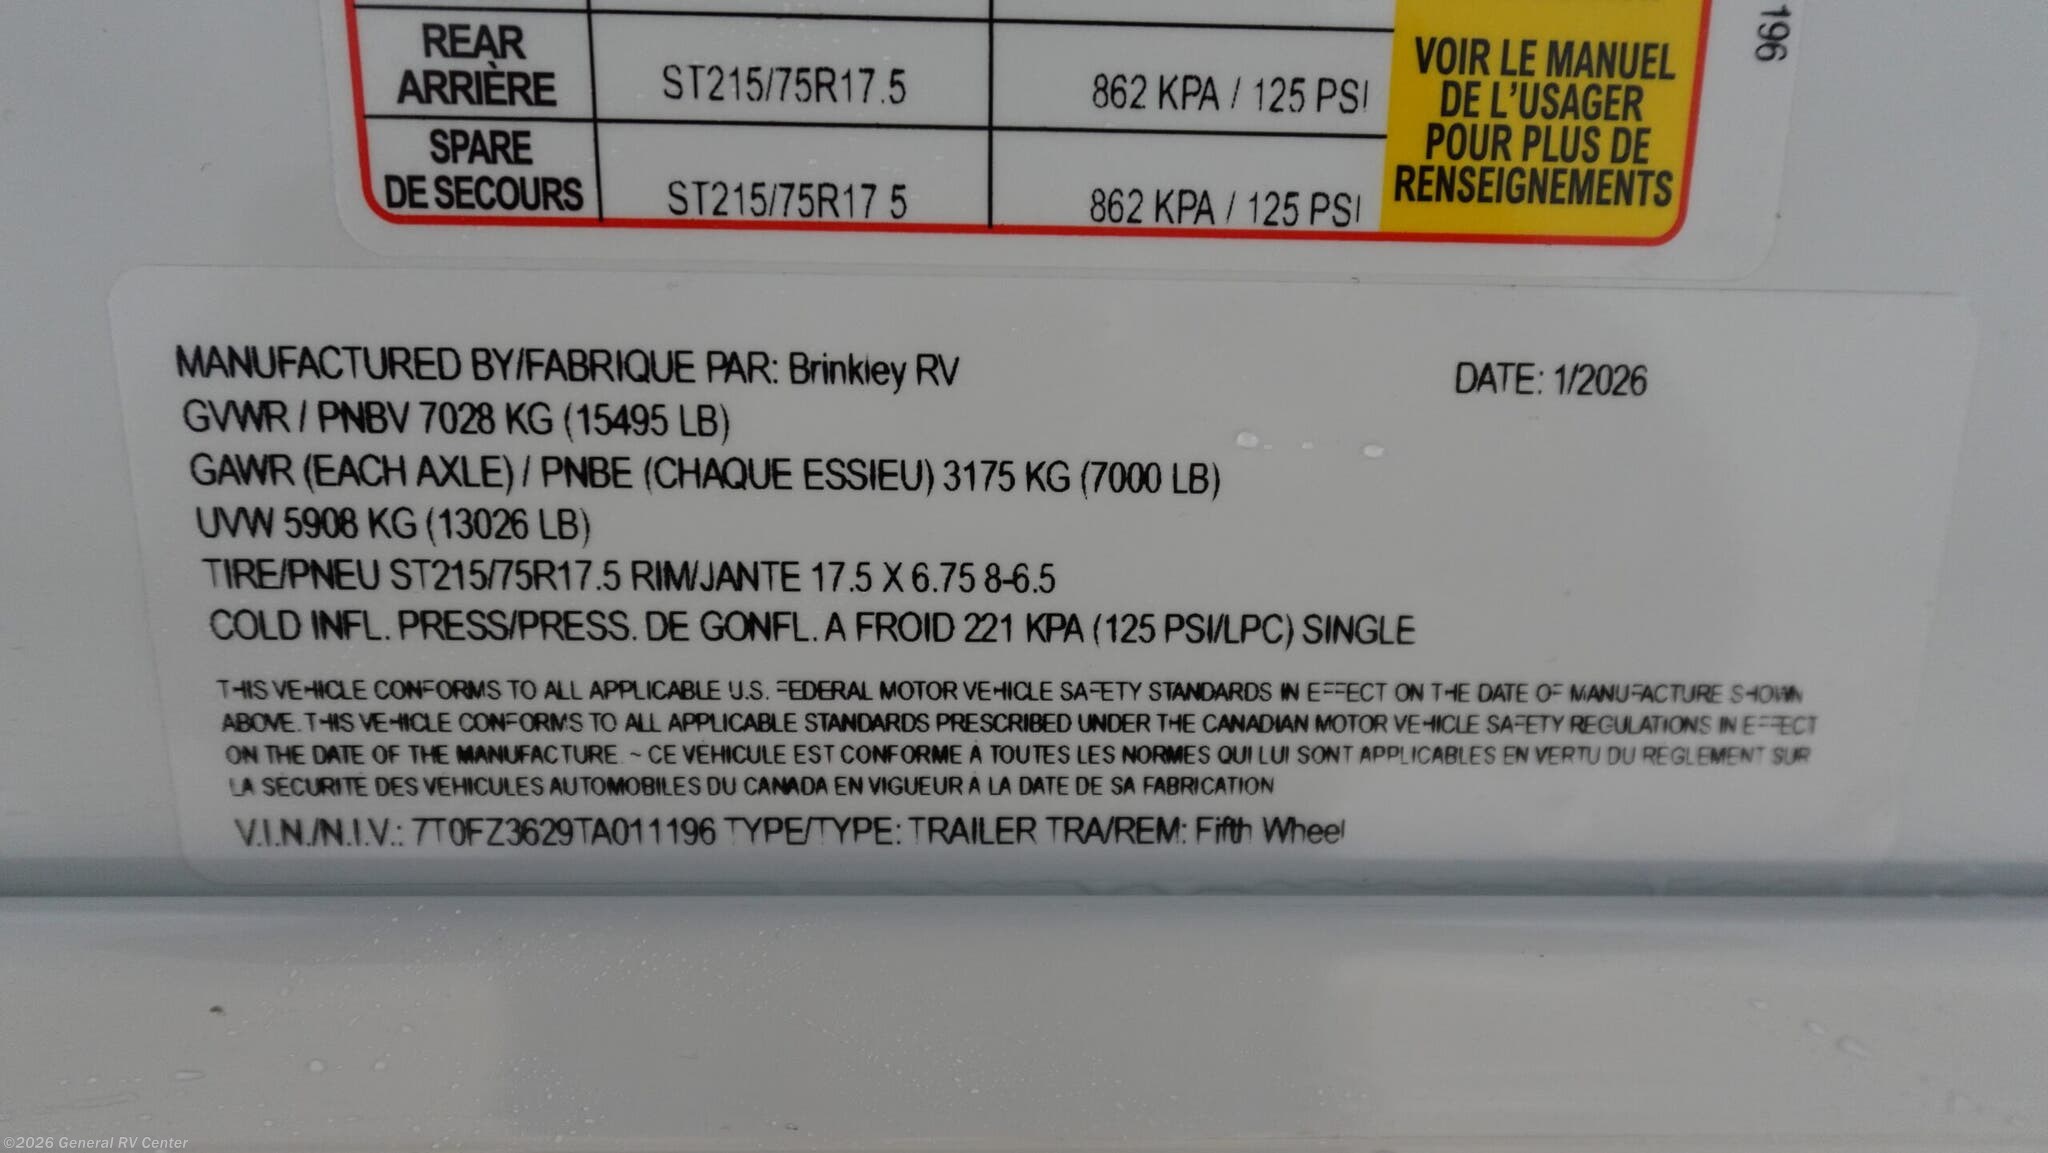 REAR
ARRIÈRE
ST215/75R17.5
862 KPA / 125 PSI
SPARE
DE SECOURS
ST215/75R17 5
862 KPA / 125 PSI
VOIR LE MANUEL
DE L'USAGER
POUR PLUS DE
RENSEIGNEMENTS
196
MANUFACTURED BY/FABRIQUE PAR: Brinkley RV
DATE: 1/2026
GVWR / PNBV 7028 KG (15495 LB)
GAWR (EACH AXLE) / PNBE (CHAQUE ESSIEU) 3175 KG (7000 LB)
UVW 5908 KG (13026 LB)
TIRE/PNEU ST215/75R17.5 RIM/JANTE 17.5 X 6.75 8-6.5
COLD INFL. PRESS/PRESS. DE GONFL. A FROID 221 KPA (125 PSI/LPC) SINGLE
THIS VEHICLE CONFORMS TO ALL APPLICABLE U.S. FEDERAL MOTOR VEHICLE SAFETY STANDARDS IN EFFECT ON THE DATE OF MANUFACTURE SHOWN
ABOVE. THIS VEHICLE CONFORMS TO ALL APPLICABLE STANDARDS PRESCRIBED UNDER THE CANADIAN MOTOR VEHICLE SAFETY REGULATIONS IN EFFECT
ON THE DATE OF THE MANUFACTURE. ~ CE VÉHICULE EST CONFORME À TOUTES LES NORMES QUI LUI SONT APPLICABLES EN VERTU DU RÈGLEMENT SUR
LA SÉCURITÉ DES VÉHICULES AUTOMOBILES DU CANADA EN VIGUEUR À LA DATE DE SA FABRICATION
V.I.N./N.I.V.: 7T0FZ3629TA011196 TYPE/TYPE: TRAILER TRA/REM: Fifth Wheel
©2026 General RV Center